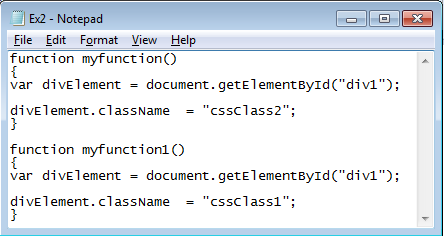 Ex2 - Notepad
File Edit Format View Help
function myfunction()
{
var divElement = document.getElementById("div1");
divElement.className  = "cssClass2";
}
function myfunction1()
{
var divElement = document.getElementById("div1");
divElement.className  = "cssClass1";
}